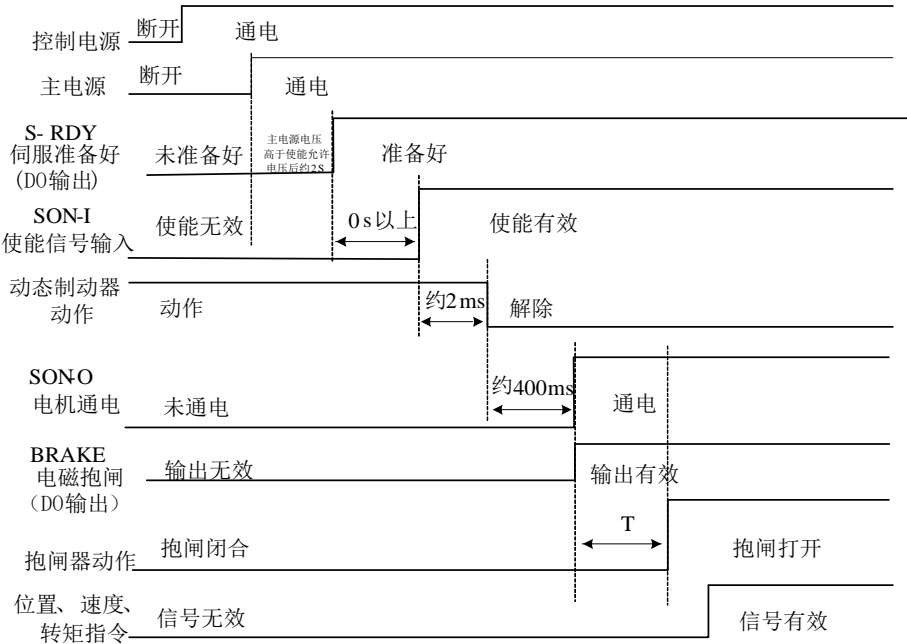 控制电源 断开 通电
主电源 断开 通电
S- RDY
伺服准备好
(DO输出)
未准备好
主电源电压
高于使能允许
电压后约2S
准备好
SON-I
使能信号输入
使能无效 0s以上 使能有效
动态制动器
动作
动作 约2ms 解除
SON-O
电机通电
未通电 约400ms 通电
BRAKE
电磁抱闸
(DO输出)
输出无效 输出有效
抱闸器动作 抱闸闭合 T 抱闸打开
位置、速度、
转矩指令
信号无效 信号有效